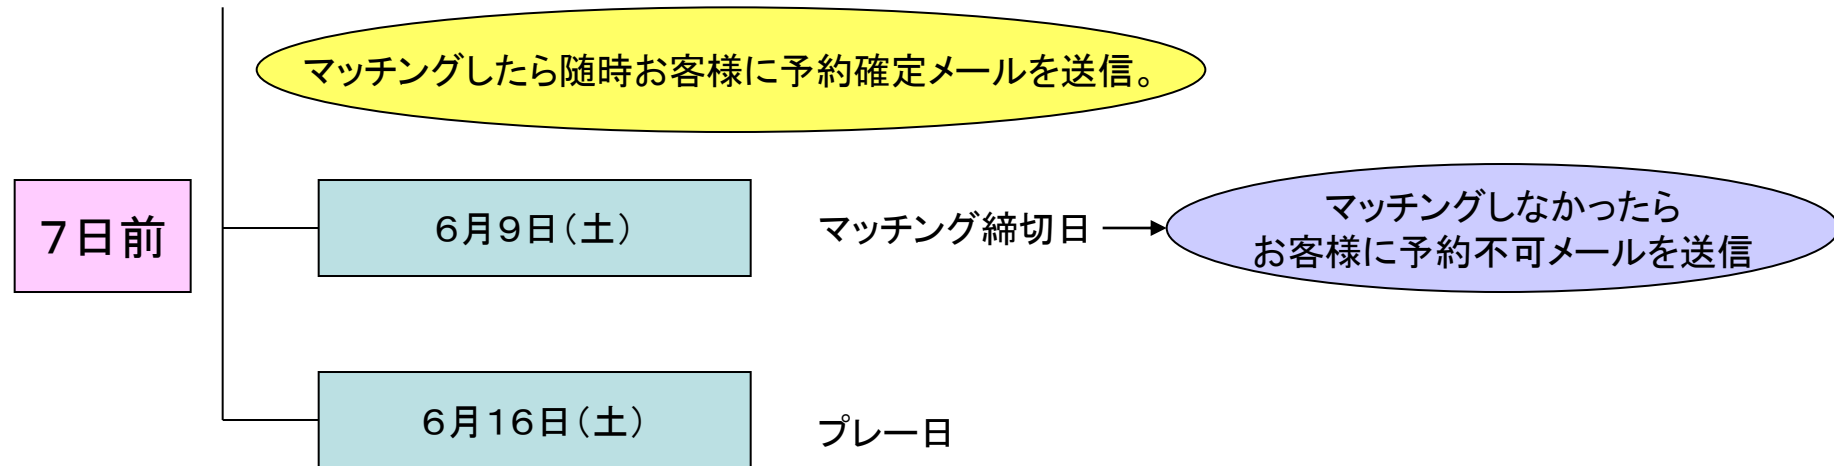 マッチングしたら随時お客様に予約確定メールを送信。
７日前
６月９日（土）
マッチング締切日
マッチングしなかったら
お客様に予約不可メールを送信
６月１６日（土）
プレー日